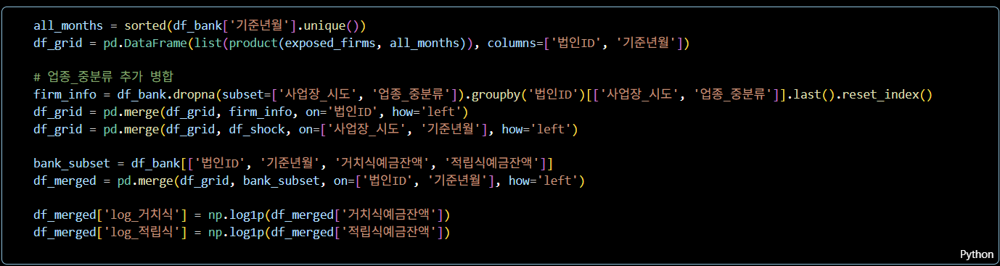 all_months = sorted(df_bank['기준년월'].unique())
df_grid = pd.DataFrame(list(product(exposed_firms, all_months)), columns=['법인ID', '기준년월'])
# 업종_중분류 추가 병합
firm_info = df_bank.dropna(subset=['사업장_시도', '업종_중분류']).groupby('법인ID')[['사업장_시도', '업종_중분류']].last().reset_index()
df_grid = pd.merge(df_grid, firm_info, on='법인ID', how='left')
df_grid = pd.merge(df_grid, df_shock, on=['사업장_시도', '기준년월'], how='left')
bank_subset = df_bank[['법인ID', '기준년월', '거치식예금잔액', '적립식예금잔액']]
df_merged = pd.merge(df_grid, bank_subset, on=['법인ID', '기준년월'], how='left')
df_merged['log_거치식'] = np.log1p(df_merged['거치식예금잔액'])
df_merged['log_적립식'] = np.log1p(df_merged['적립식예금잔액'])
Python